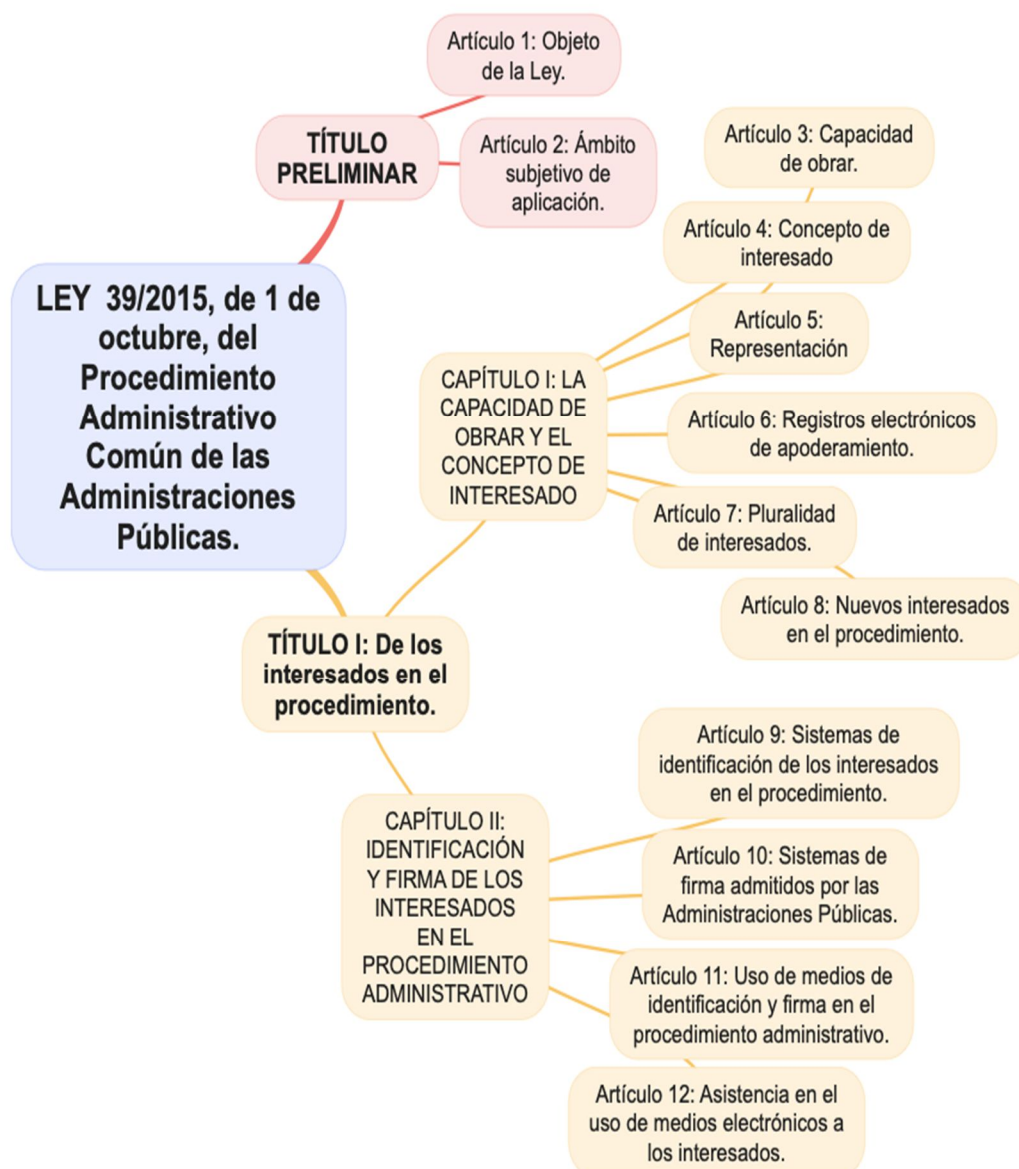 LEY 39/2015, de 1 de
octubre, del
Procedimiento
Administrativo
Común de las
Administraciones
Públicas.
TÍTULO
PRELIMINAR
Artículo 1: Objeto
de la Ley.
Artículo 2: Ámbito
subjetivo de
aplicación.
TÍTULO I: De los
interesados en el
procedimiento.
CAPÍTULO I: LA
CAPACIDAD DE
OBRAR Y EL
CONCEPTO DE
INTERESADO
Artículo 3: Capacidad
de obrar.
Artículo 4: Concepto de
interesado
Artículo 5:
Representación
Artículo 6: Registros electrónicos
de apoderamiento.
Artículo 7: Pluralidad
de interesados.
Artículo 8: Nuevos interesados
en el procedimiento.
CAPÍTULO II:
IDENTIFICACIÓN
Y FIRMA DE LOS
INTERESADOS
EN EL
PROCEDIMIENTO
ADMINISTRATIVO
Artículo 9: Sistemas de
identificación de los interesados
en el procedimiento.
Artículo 10: Sistemas de
firma admitidos por las
Administraciones Públicas.
Artículo 11: Uso de medios de
identificación y firma en el
procedimiento administrativo.
Artículo 12: Asistencia en el
uso de medios electrónicos a
los interesados.